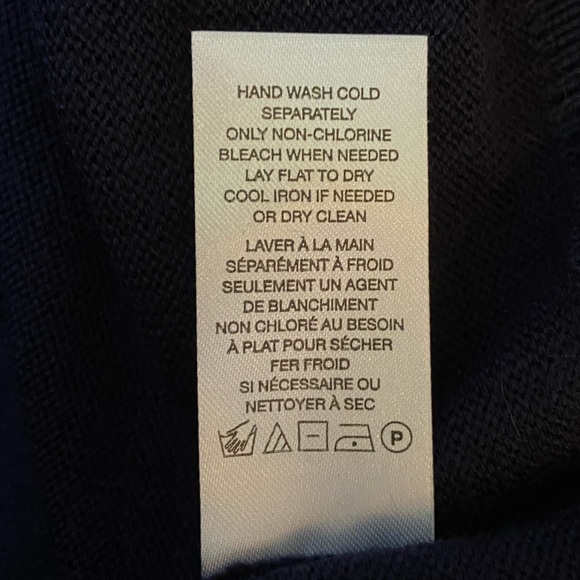 HAND WASH COLD
SEPARATELY
ONLY NON-CHLORINE
BLEACH WHEN NEEDED
LAY FLAT TO DRY
COOL IRON IF NEEDED
OR DRY CLEAN
LAVER À LA MAIN
SÉPARÉMENT À FROID
SEULEMENT UN AGENT
DE BLANCHIMENT
NON CHLORÉ AU BESOIN
À PLAT POUR SÉCHER
FER FROID
SI NÉCESSAIRE OU
NETTOYER À SEC
P